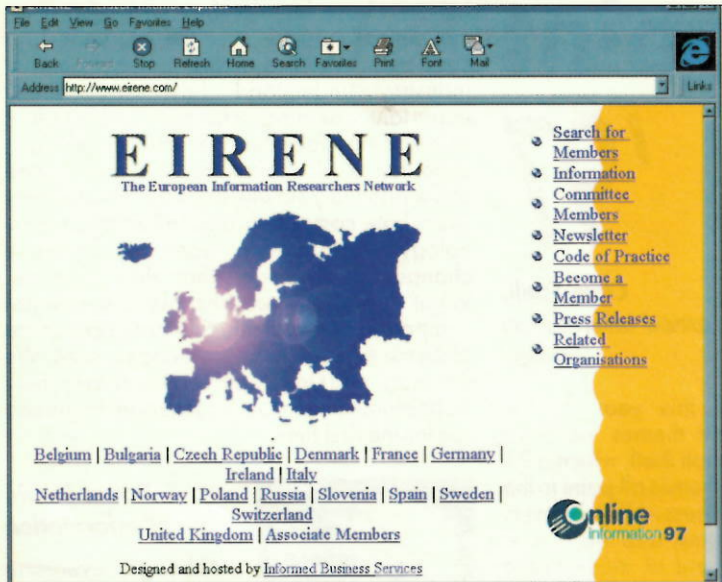 File Edit View Go Favorites Help
Back Stop Refresh Home Search Favorites Print Font Mail
Address http://www.eirene.com/ Links
EIRENE
The European Information Researchers Network
Search for
Members
Information
Committee
Members
Newsletter
Code of Practice
Become a
Member
Press Releases
Related
Organisations
Belgium | Bulgaria | Czech Republic | Denmark | France | Germany |
Ireland | Italy
Netherlands | Norway | Poland | Russia | Slovenia | Spain | Sweden |
Switzerland
United Kingdom | Associate Members
Online
information 97
Designed and hosted by Informed Business Services